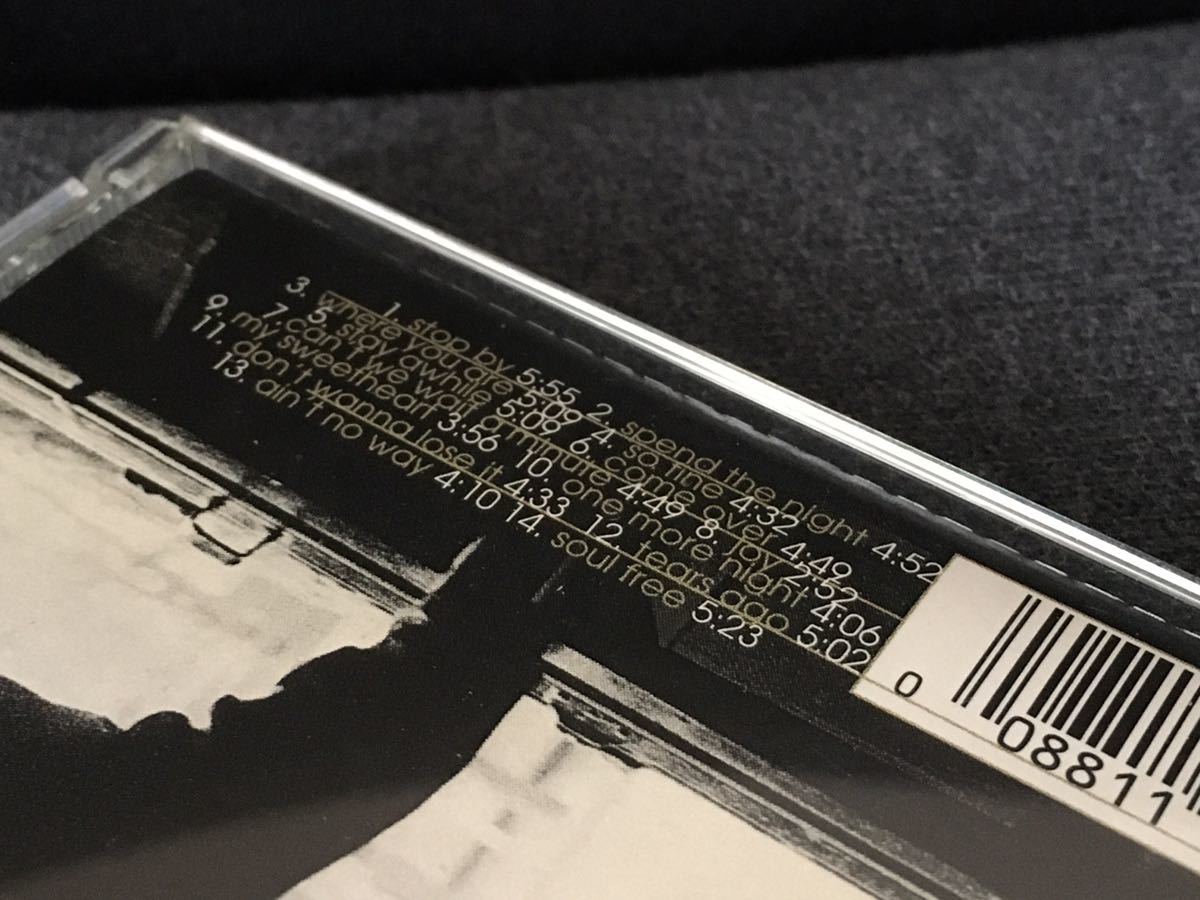 1. stop by 5:55 2. spend the night 4:52
3. where you are 5:09 4. so fine 4:32
5. stay awhile 5:08 6. come over 4:49
7 can't we wait a minute 4:49 8. joy 2:52
9. my sweetheart 3:56 10. one more night 4:06
11. don't wanna lose it 4:33 12. tears ago 5:02
13. ain't no way 4:10 14. soul free 5:23
0 08811